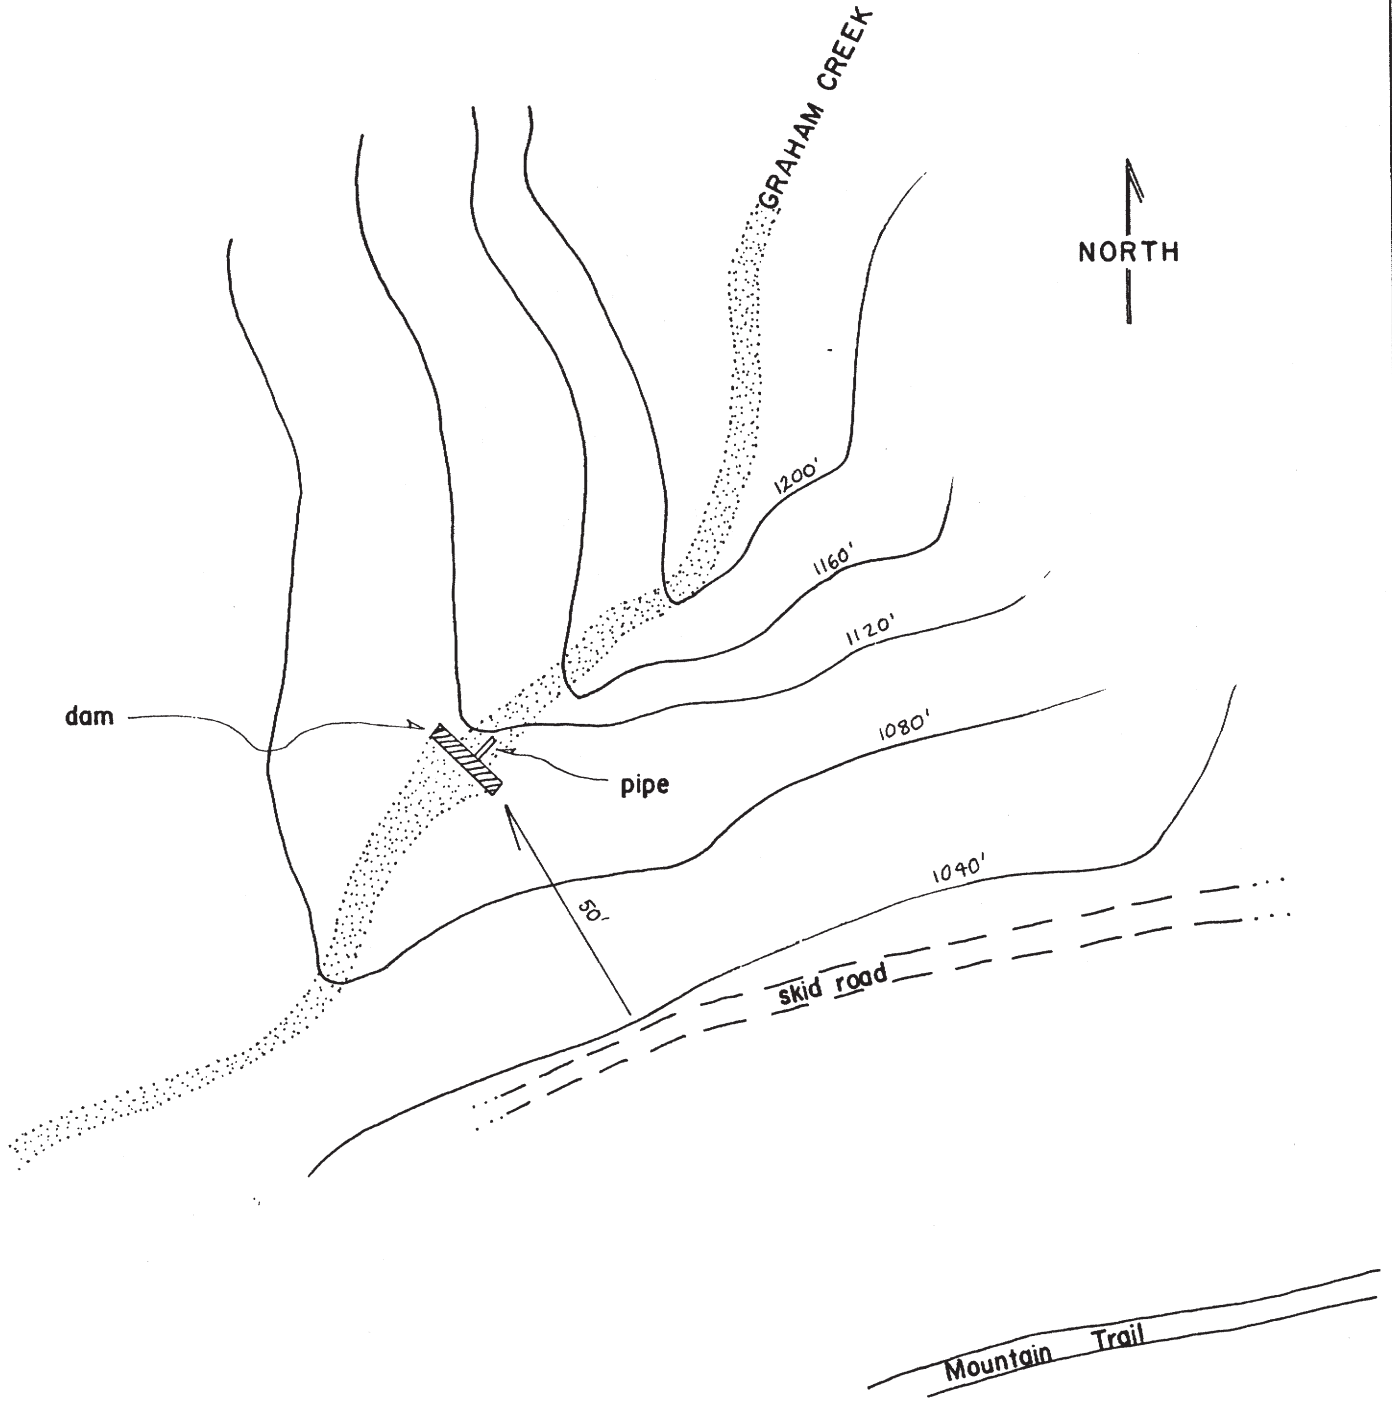 GRAHAM CREEK
NORTH
1200'
1160'
1120'
dam
1080'
pipe
1040'
50'
skid road
Mountain Trail